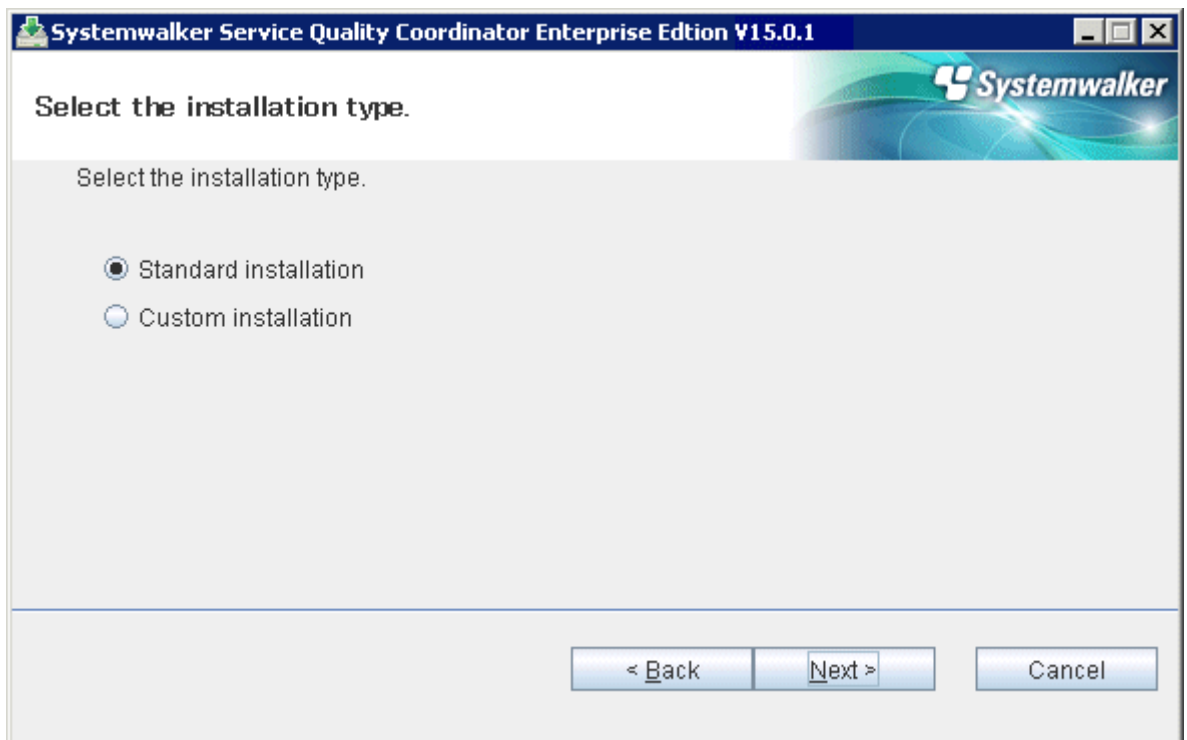 Systemwalker Service Quality Coordinator Enterprise Edtion V15.0.1
Systemwalker
Select the installation type.
Select the installation type.
Standard installation
Custom installation
< Back
Next >
Cancel